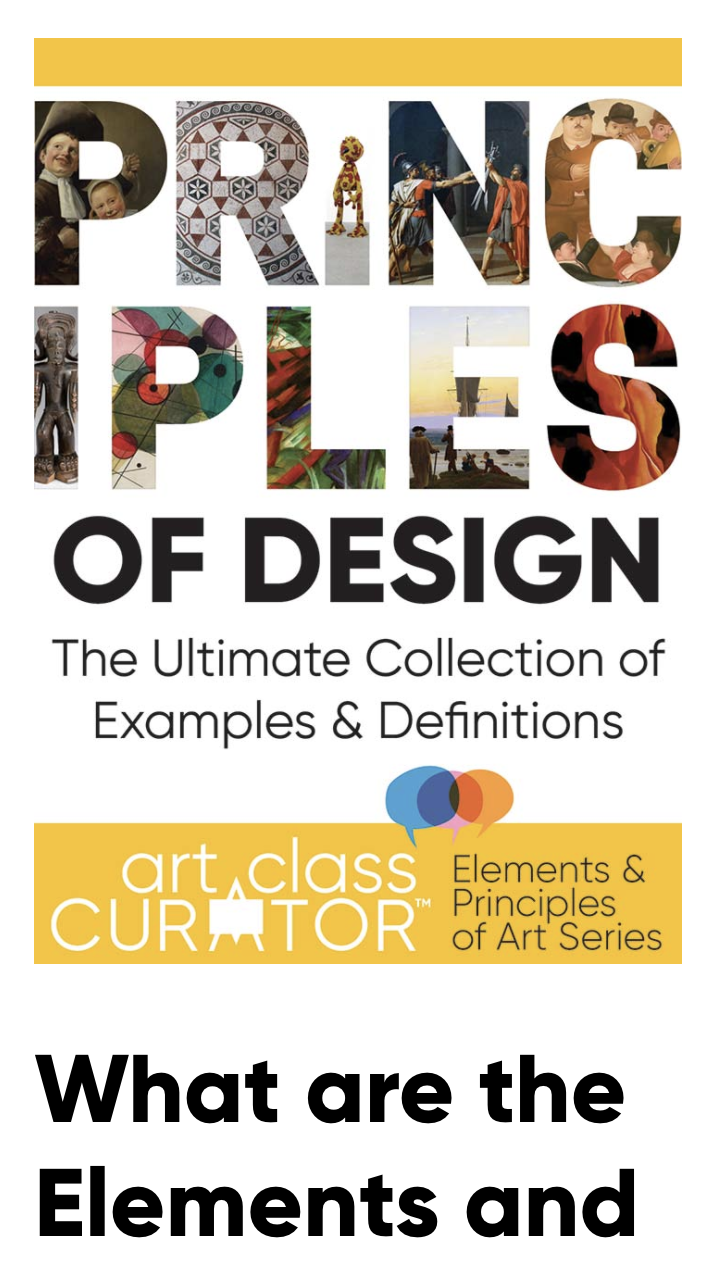 PRINC
IPLES
OF DESIGN
The Ultimate Collection of
Examples & Definitions
art class
CURATOR™
Elements &
Principles
of Art Series
What are the
Elements and